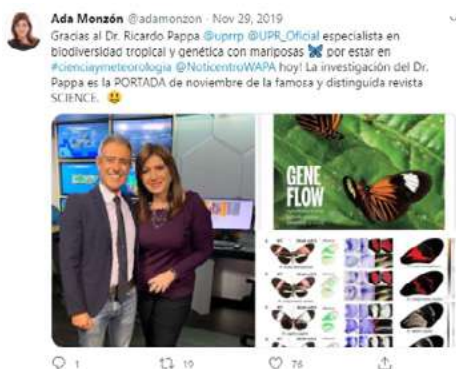 Ada Monzón @adamonzon · Nov 29, 2019
Gracias al Dr. Ricardo Pappa @uprrp @UPR_Oficial especialista en
biodiversidad tropical y genética con mariposas 🦋 por estar en
#cienciaymeteorologia @NoticentroWAPA hoy! La investigación del Dr.
Pappa es la PORTADA de noviembre de la famosa y distinguida revista
SCIENCE. 😃
GENE
FLOW
1
19
76